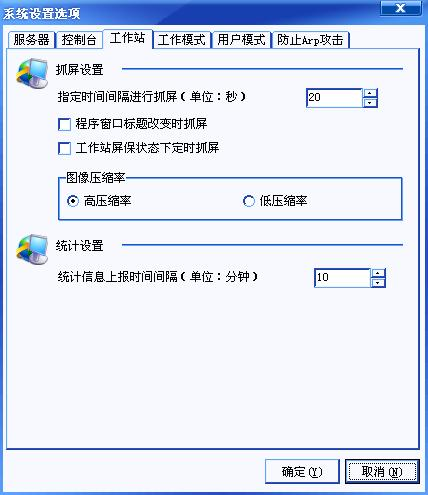 系统设置选项
服务器 控制台 工作站 工作模式 用户模式 防止Arp攻击
抓屏设置
指定时间间隔进行抓屏(单位:秒) 20
程序窗口标题改变时抓屏
工作站屏保状态下定时抓屏
图像压缩率
高压缩率 低压缩率
统计设置
统计信息上报时间间隔(单位:分钟) 10
确定(Y) 取消(N)